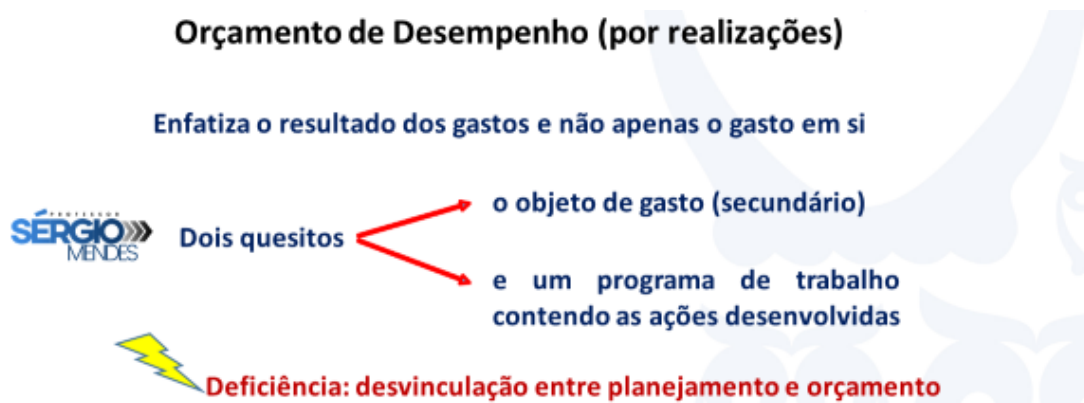 Orçamento de Desempenho (por realizações)
Enfatiza o resultado dos gastos e não apenas o gasto em si
o objeto de gasto (secundário)
PROFESSOR
SÉRGIO
MENDES
Dois quesitos
e um programa de trabalho
contendo as ações desenvolvidas
Deficiência: desvinculação entre planejamento e orçamento